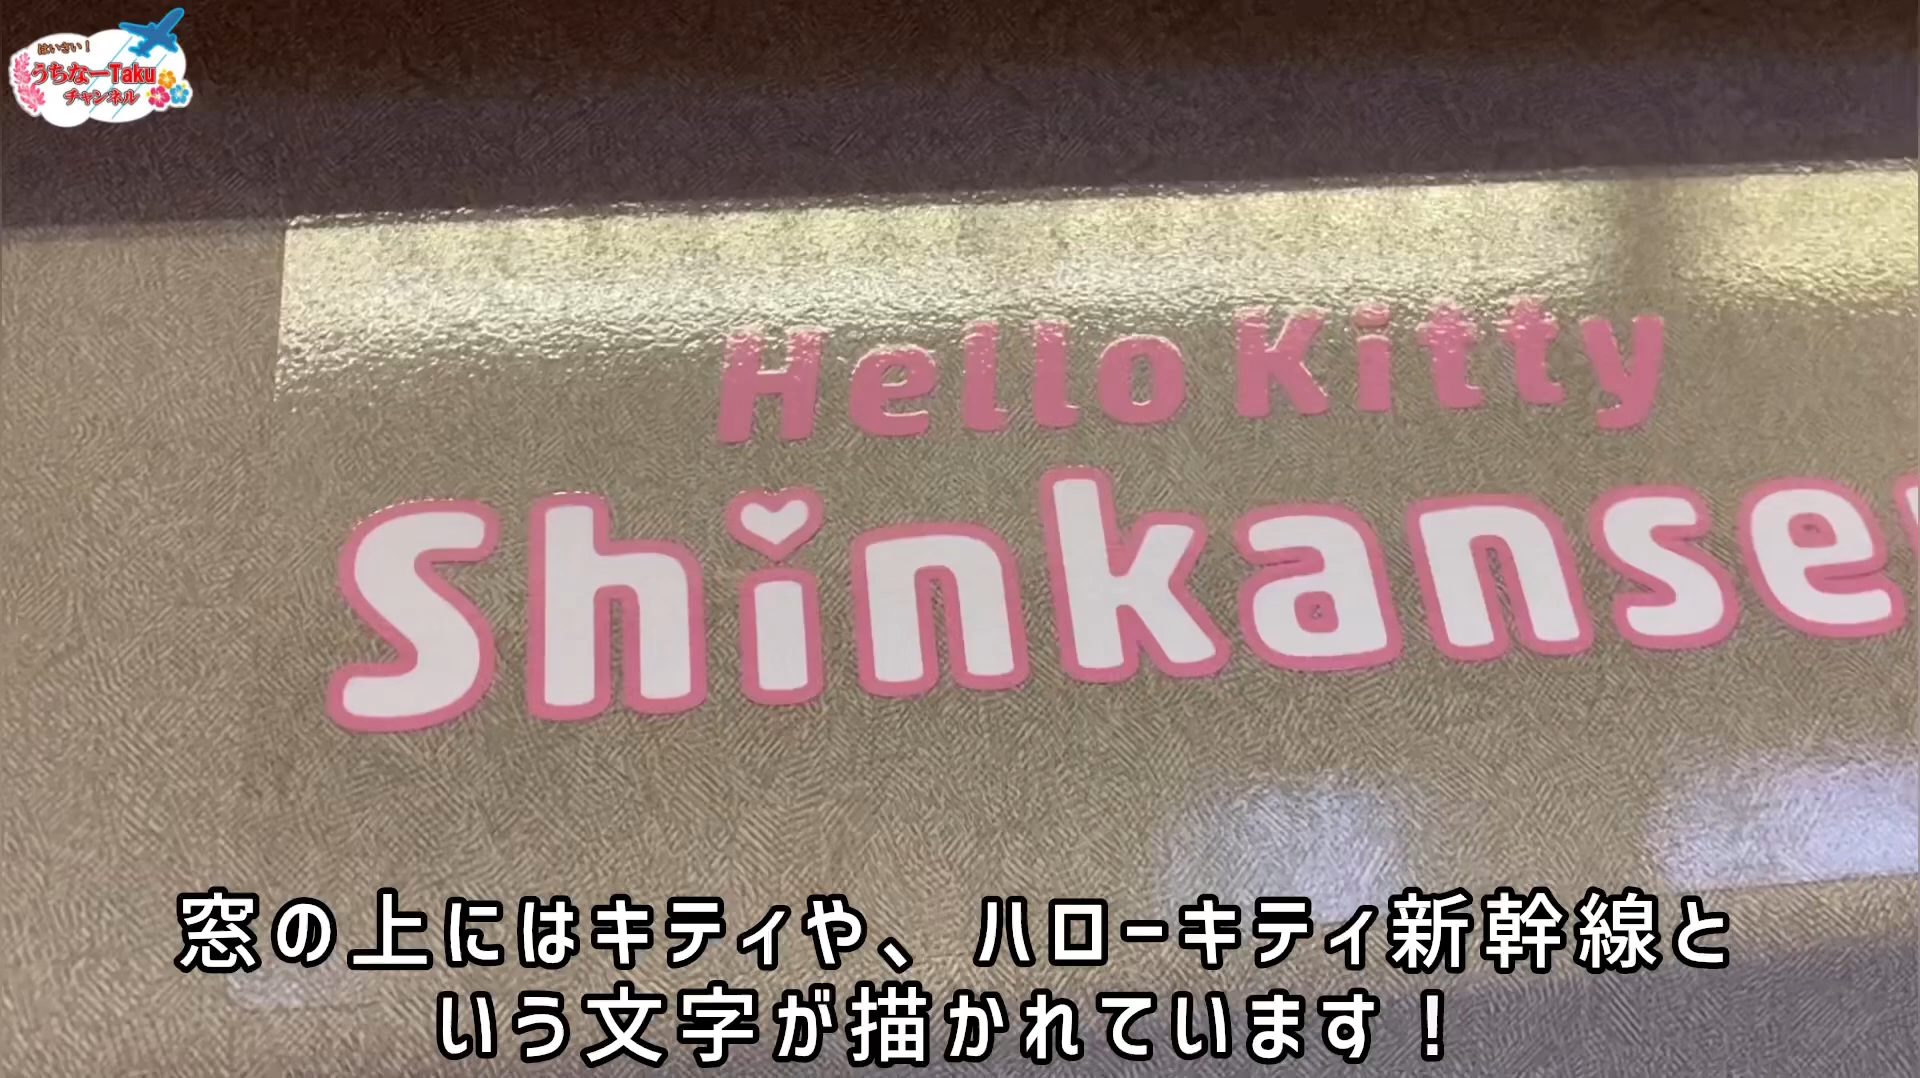 はいさい！
うちなーTaku
チャンネル
Hello Kitty
Shinkansen
窓の上にはキティや、ハローキティ新幹線と
いう文字が描かれています！